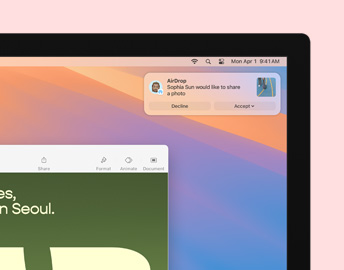 Mon Apr 1 9:41 AM
AirDrop
Sophia Sun would like to share
a photo
Decline Accept
Share Format Animate Document
es,
n Seoul.